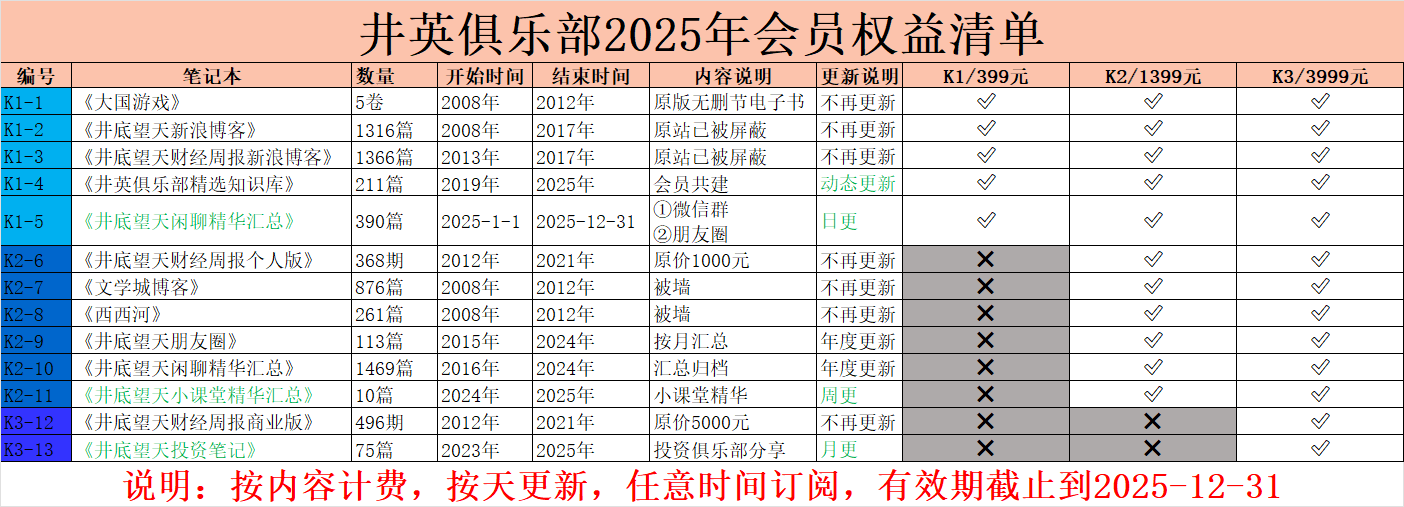 井英俱乐部2025年会员权益清单
编号 笔记本 数量 开始时间 结束时间 内容说明 更新说明 K1/399元 K2/1399元 K3/3999元
K1-1 《大国游戏》 5卷 2008年 2012年 原版无删节电子书 不再更新 ✓ ✓ ✓
K1-2 《井底望天新浪博客》 1316篇 2008年 2017年 原站已被屏蔽 不再更新 ✓ ✓ ✓
K1-3 《井底望天财经周报新浪博客》 1366篇 2013年 2017年 原站已被屏蔽 不再更新 ✓ ✓ ✓
K1-4 《井英俱乐部精选知识库》 211篇 2019年 2025年 会员共建 动态更新 ✓ ✓ ✓
K1-5 《井底望天闲聊精华汇总》 390篇 2025-1-1 2025-12-31 ①微信群 ②朋友圈 日更 ✓ ✓ ✓
K2-6 《井底望天财经周报个人版》 368期 2012年 2021年 原价1000元 不再更新 ✕ ✓ ✓
K2-7 《文学城博客》 876篇 2008年 2012年 被墙 不再更新 ✕ ✓ ✓
K2-8 《西西河》 261篇 2008年 2012年 被墙 不再更新 ✕ ✓ ✓
K2-9 《井底望天朋友圈》 113篇 2015年 2024年 按月汇总 年度更新 ✕ ✓ ✓
K2-10 《井底望天闲聊精华汇总》 1469篇 2016年 2024年 汇总归档 年度更新 ✕ ✓ ✓
K2-11 《井底望天小课堂精华汇总》 10篇 2024年 2025年 小课堂精华 周更 ✕ ✓ ✓
K3-12 《井底望天财经周报商业版》 496期 2012年 2021年 原价5000元 不再更新 ✕ ✕ ✓
K3-13 《井底望天投资笔记》 75篇 2023年 2025年 投资俱乐部分享 月更 ✕ ✕ ✓
说明：按内容计费，按天更新，任意时间订阅，有效期截止到2025-12-31